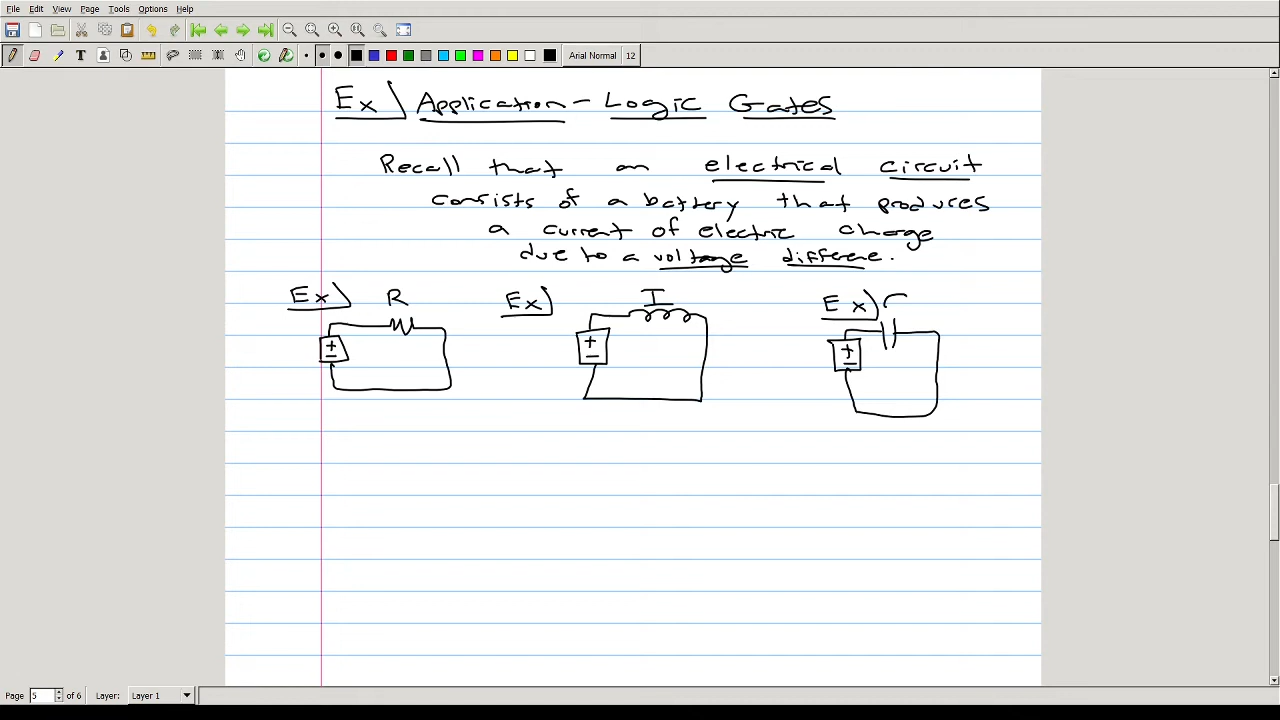 File Edit View Page Tools Options Help
Arial Normal 12
Ex) Application - Logic Gates
Recall that an electrical circuit
consists of a battery that produces
a current of electric charge
due to a voltage differene.
Ex) R Ex) I Ex) C
+ - + - + -
Page 5 of 6 Layer: Layer 1